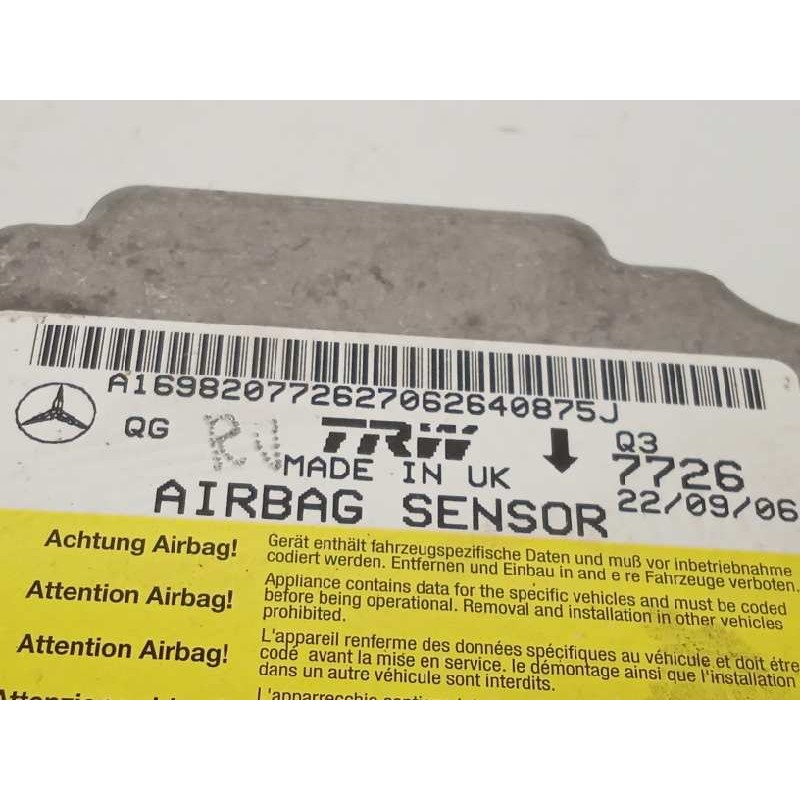 A169820772627062640875J
QG RU TRW Q3
MADE IN UK 7726
AIRBAG SENSOR 22/09/06
Achtung Airbag! Gerät enthält fahrzeugspezifische Daten und muß vor inbetriebnahme
codiert werden. Entfernen und Einbau in and e re Fahrzeuge verboten.
Attention Airbag! Appliance contains data for the specific vehicles and must be coded
before being operational. Removal and installation in other vehicles
prohibited.
Attention Airbag! L'appareil renferme des données spécifiques au véhicule et doit être
codé avant la mise en service. le démontage ainsi que l'installation
dans un autre véhicule sont interdits.
L'apparrecchio